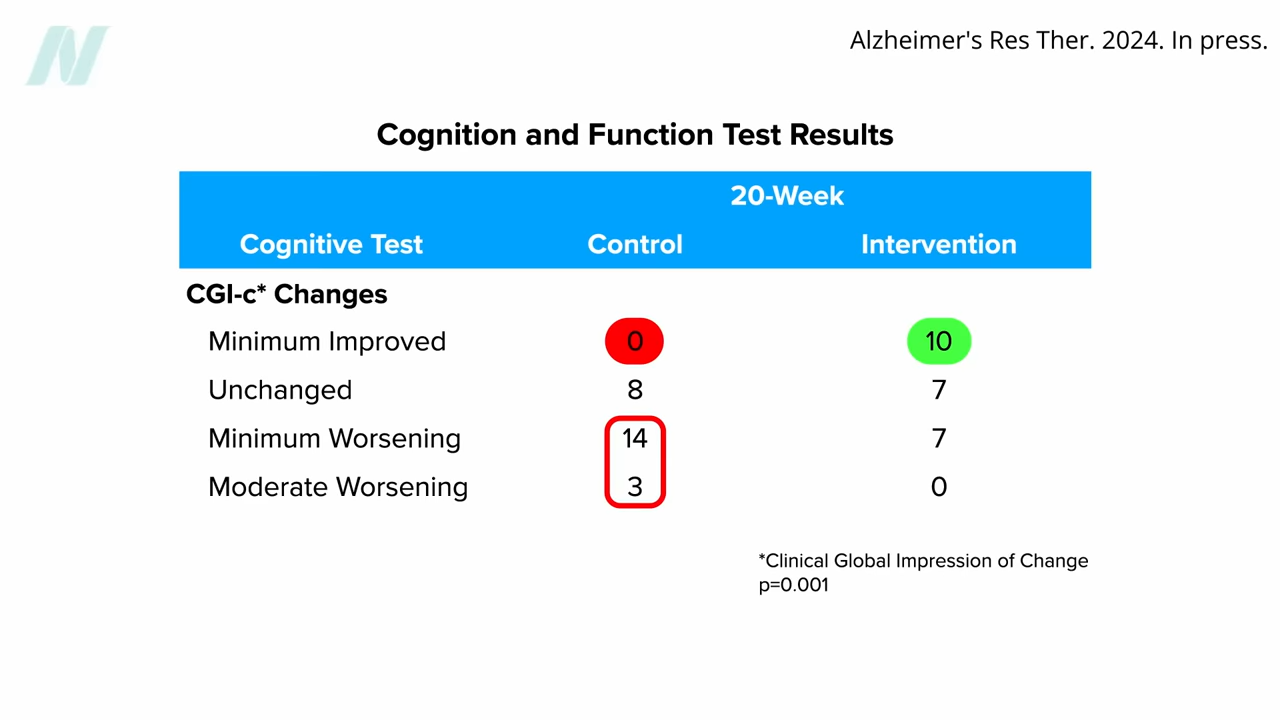 Alzheimer's Res Ther. 2024. In press.
Cognition and Function Test Results
20-Week
Cognitive Test Control Intervention
CGI-c* Changes
Minimum Improved 0 10
Unchanged 8 7
Minimum Worsening 14 7
Moderate Worsening 3 0
*Clinical Global Impression of Change
p=0.001